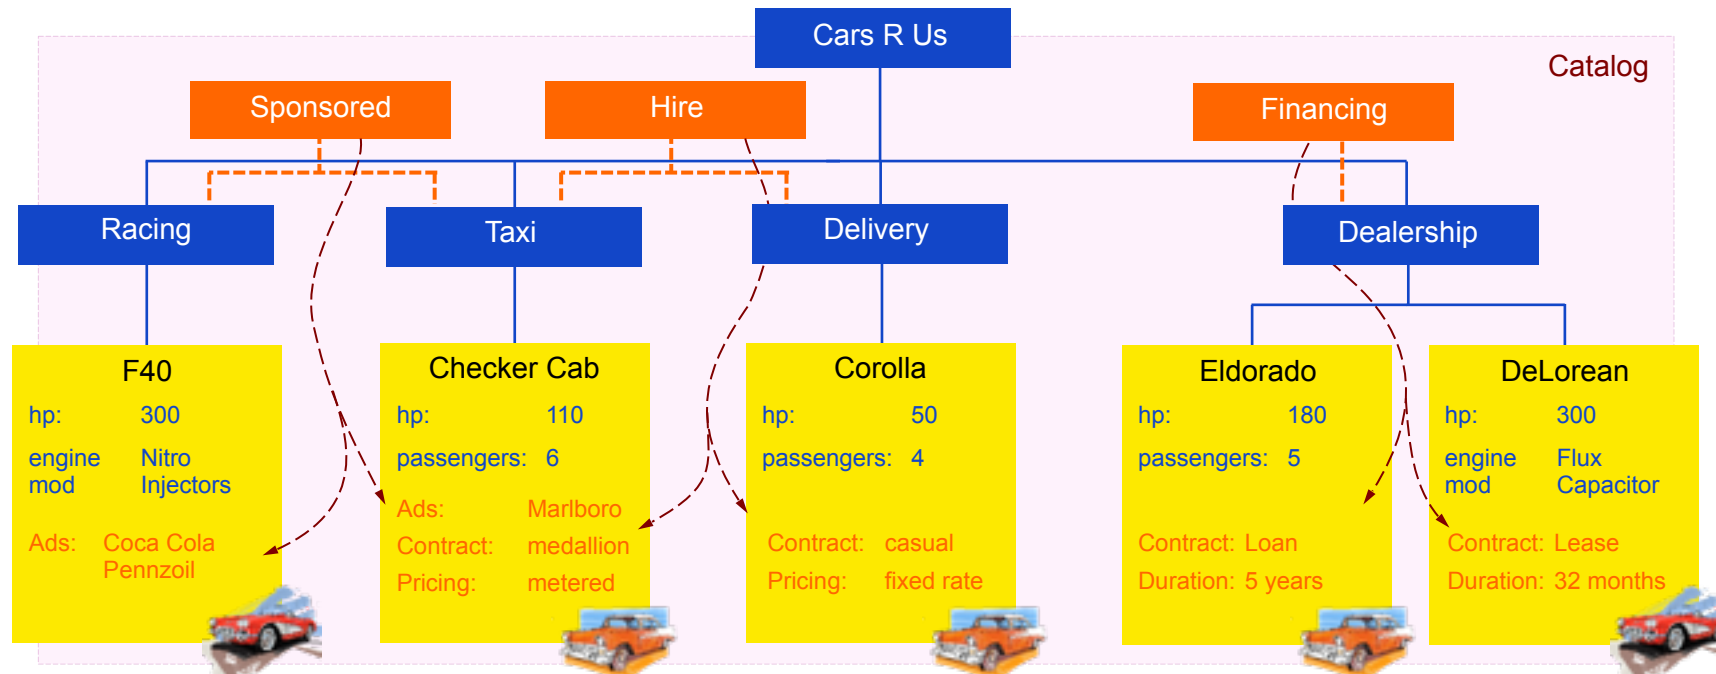 Cars R Us
Catalog
Sponsored
Hire
Financing
Racing
Taxi
Delivery
Dealership
F40
hp: 300
engine Nitro
mod Injectors
Ads: Coca Cola
Pennzoil
Checker Cab
hp: 110
passengers: 6
Ads: Marlboro
Contract: medallion
Pricing: metered
Corolla
hp: 50
passengers: 4
Contract: casual
Pricing: fixed rate
Eldorado
hp: 180
passengers: 5
Contract: Loan
Duration: 5 years
DeLorean
hp: 300
engine Flux
mod Capacitor
Contract: Lease
Duration: 32 months